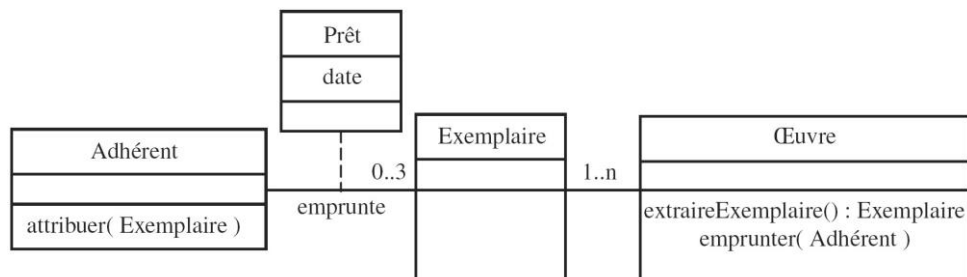 Prêt
date
Adhérent
attribuer( Exemplaire )
0..3
emprunte
Exemplaire
1..n
Œuvre
extraireExemplaire() : Exemplaire
emprunter( Adhérent )